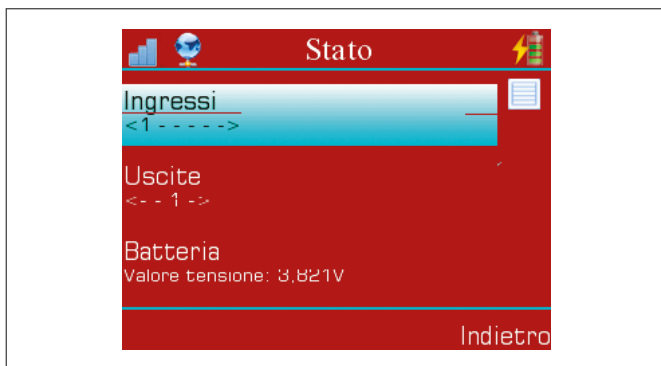 Stato
Ingressi
<1 - - - - ->
Uscite
<- - 1 ->
Batteria
Valore tensione: 3,821V
Indietro